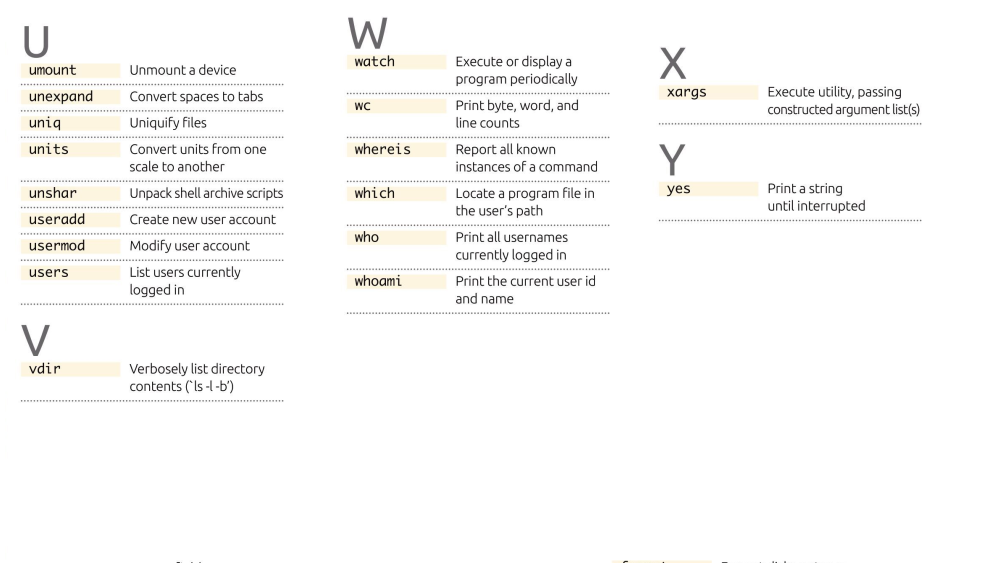 U
umount Unmount a device
unexpand Convert spaces to tabs
uniq Uniquify files
units Convert units from one
scale to another
unshar Unpack shell archive scripts
useradd Create new user account
usermod Modify user account
users List users currently
logged in
V
vdir Verbosely list directory
contents (`ls -l -b’)
W
watch Execute or display a
program periodically
wc Print byte, word, and
line counts
whereis Report all known
instances of a command
which Locate a program file in
the user’s path
who Print all usernames
currently logged in
whoami Print the current user id
and name
X
xargs Execute utility, passing
constructed argument list(s)
Y
yes Print a string
until interrupted